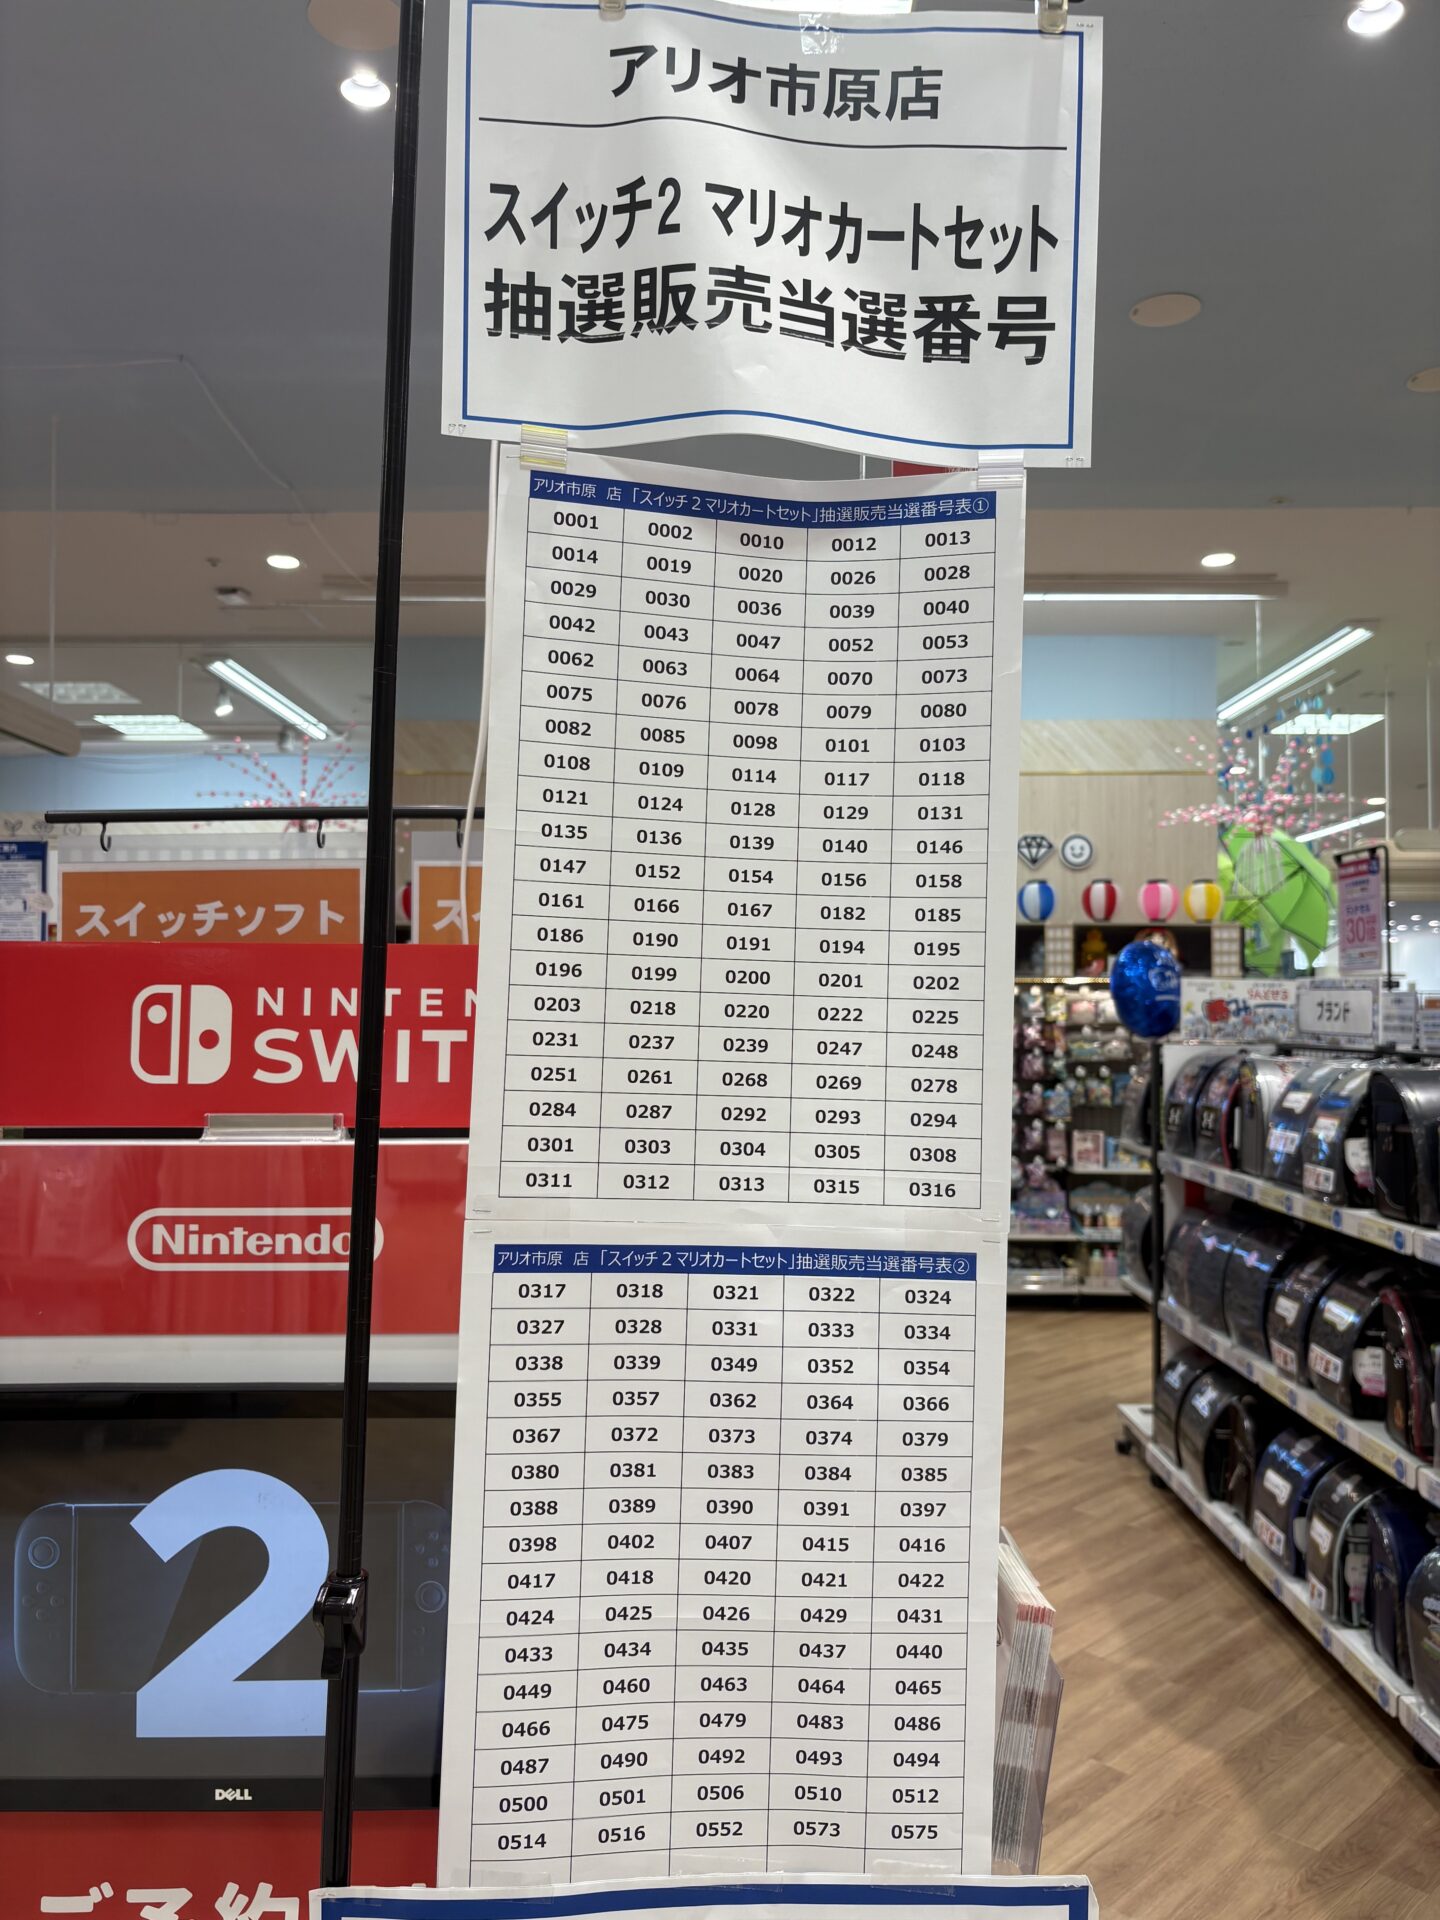 アリオ市原店
スイッチ2 マリオカートセット
抽選販売当選番号
アリオ市原 店 「スイッチ2マリオカートセット」抽選販売当選番号表①
0001 0002 0010 0012 0013
0014 0019 0020 0026 0028
0029 0030 0036 0039 0040
0042 0043 0047 0052 0053
0062 0063 0064 0070 0073
0075 0076 0078 0079 0080
0082 0085 0098 0101 0103
0108 0109 0114 0117 0118
0121 0124 0128 0129 0131
0135 0136 0139 0140 0146
0147 0152 0154 0156 0158
0161 0166 0167 0182 0185
0186 0190 0191 0194 0195
0196 0199 0200 0201 0202
0203 0218 0220 0222 0225
0231 0237 0239 0247 0248
0251 0261 0268 0269 0278
0284 0287 0292 0293 0294
0301 0303 0304 0305 0308
0311 0312 0313 0315 0316
アリオ市原 店 「スイッチ2マリオカートセット」抽選販売当選番号表②
0317 0318 0321 0322 0324
0327 0328 0331 0333 0334
0338 0339 0349 0352 0354
0355 0357 0362 0364 0366
0367 0372 0373 0374 0379
0380 0381 0383 0384 0385
0388 0389 0390 0391 0397
0398 0402 0407 0415 0416
0417 0418 0420 0421 0422
0424 0425 0426 0429 0431
0433 0434 0435 0437 0440
0449 0460 0463 0464 0465
0466 0475 0479 0483 0486
0487 0490 0492 0493 0494
0500 0501 0506 0510 0512
0514 0516 0552 0573 0575
スイッチソフト
ス
NINTEN
SWIT
Nintendo
2
DELL
ご予約
ブランド
30